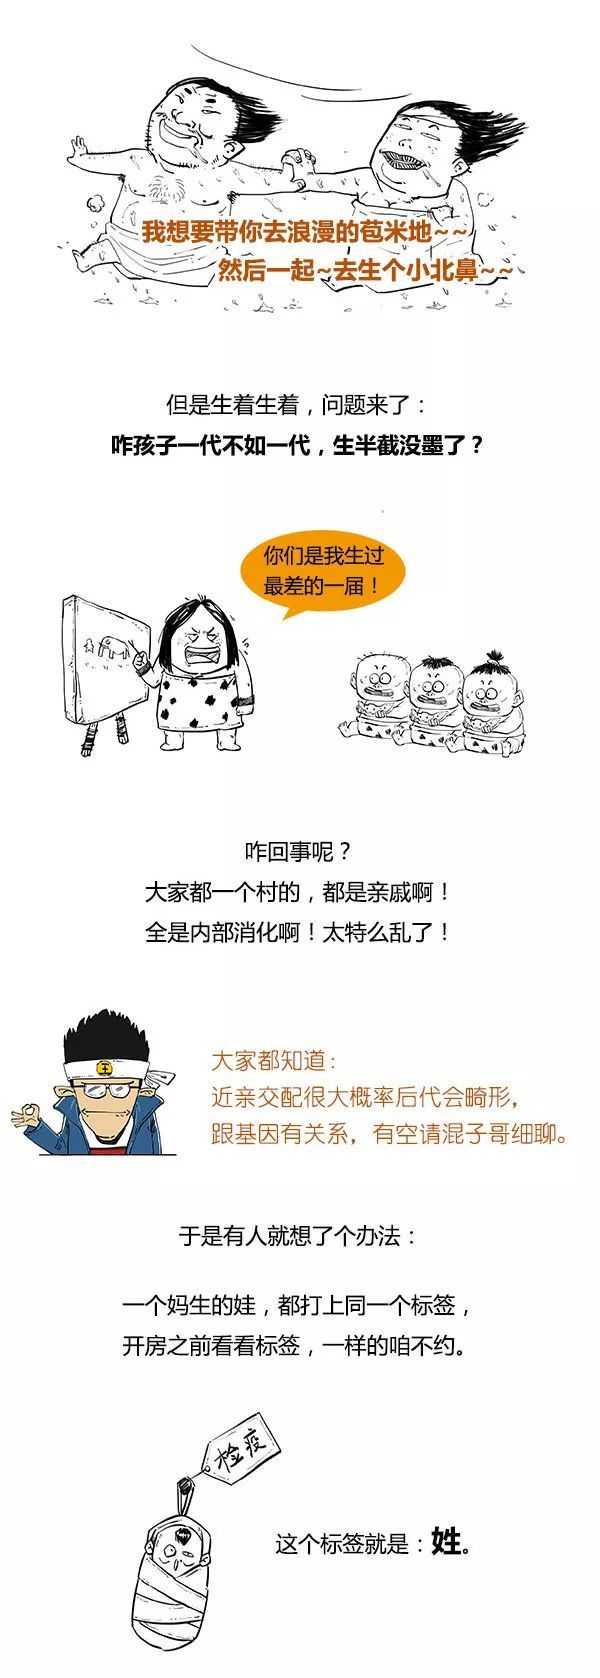 我想要带你去浪漫的苞米地~~
然后一起~去生个小北鼻~~
但是生着生着，问题来了：
咋孩子一代不如一代，生半截没墨了？
你们是我生过
最差的一届！
咋回事呢？
大家都一个村的，都是亲戚啊！
全是内部消化啊！太特么乱了！
王
大家都知道：
近亲交配很大概率后代会畸形，
跟基因有关系，有空请混子哥细聊。
于是有人就想了个办法：
一个妈生的娃，都打上同一个标签，
开房之前看看标签，一样的咱不约。
检疫
这个标签就是：姓。